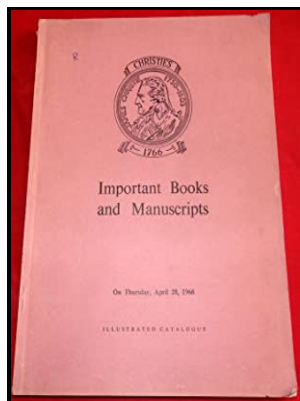 CHRISTIE'S
1766
Important Books
and Manuscripts
On Thursday, April 28, 1966
ILLUSTRATED CATALOGUE